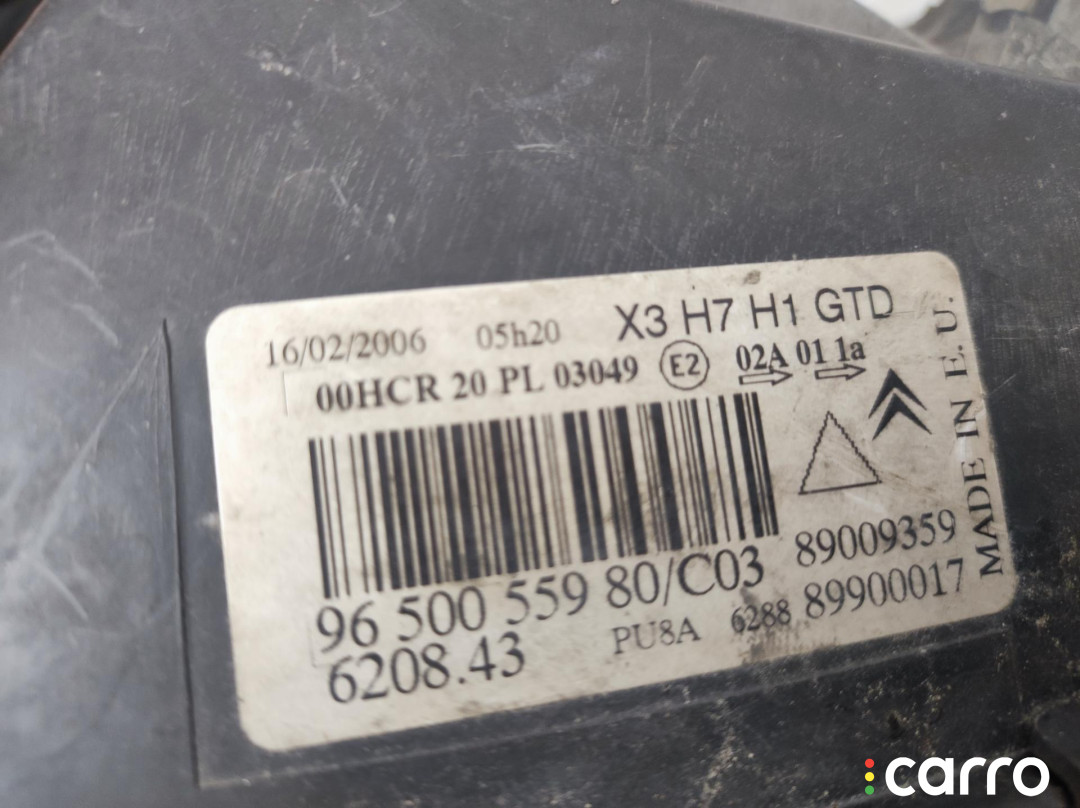 16/02/2006 05h20 X3 H7 H1 GTD
00HCR 20 PL 03049 E2 02A 01 1a
96 500 559 80/C03 89009359
6208.43 PU8A 6288 89900017
MADE IN E.U.
carro